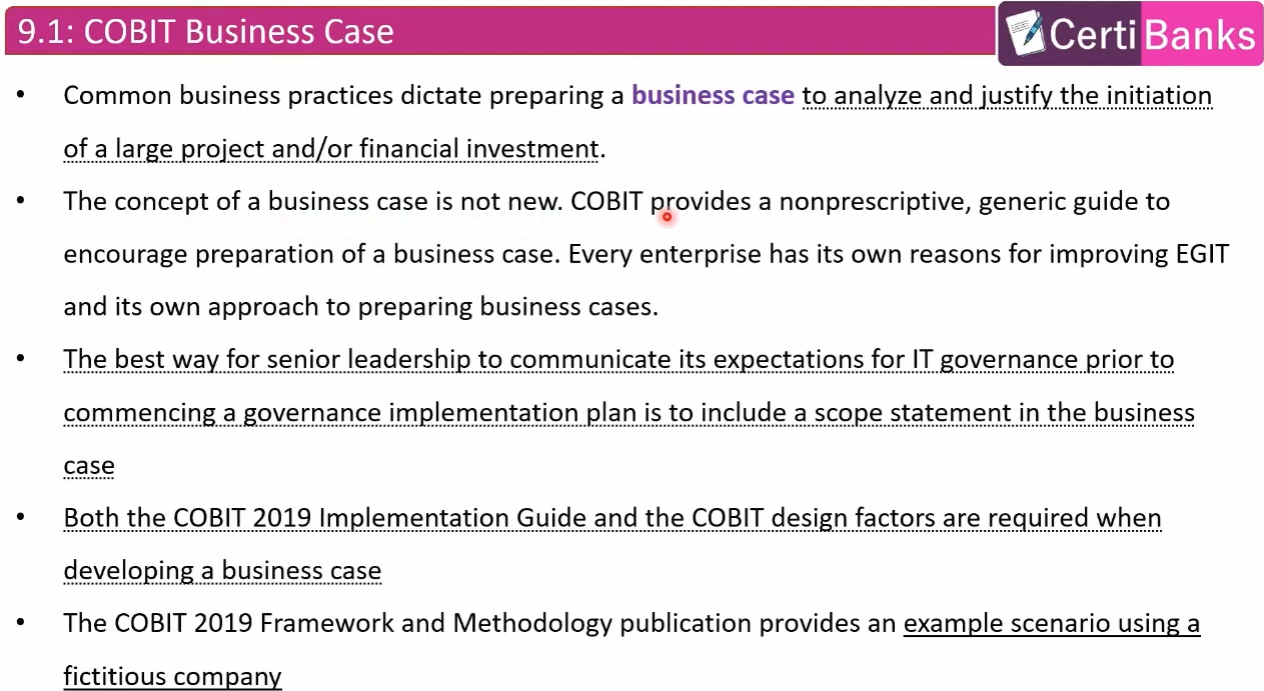 9.1: COBIT Business Case
Certi Banks
• Common business practices dictate preparing a business case to analyze and justify the initiation
of a large project and/or financial investment.
• The concept of a business case is not new. COBIT provides a nonprescriptive, generic guide to
encourage preparation of a business case. Every enterprise has its own reasons for improving EGIT
and its own approach to preparing business cases.
• The best way for senior leadership to communicate its expectations for IT governance prior to
commencing a governance implementation plan is to include a scope statement in the business
case
• Both the COBIT 2019 Implementation Guide and the COBIT design factors are required when
developing a business case
• The COBIT 2019 Framework and Methodology publication provides an example scenario using a
fictitious company